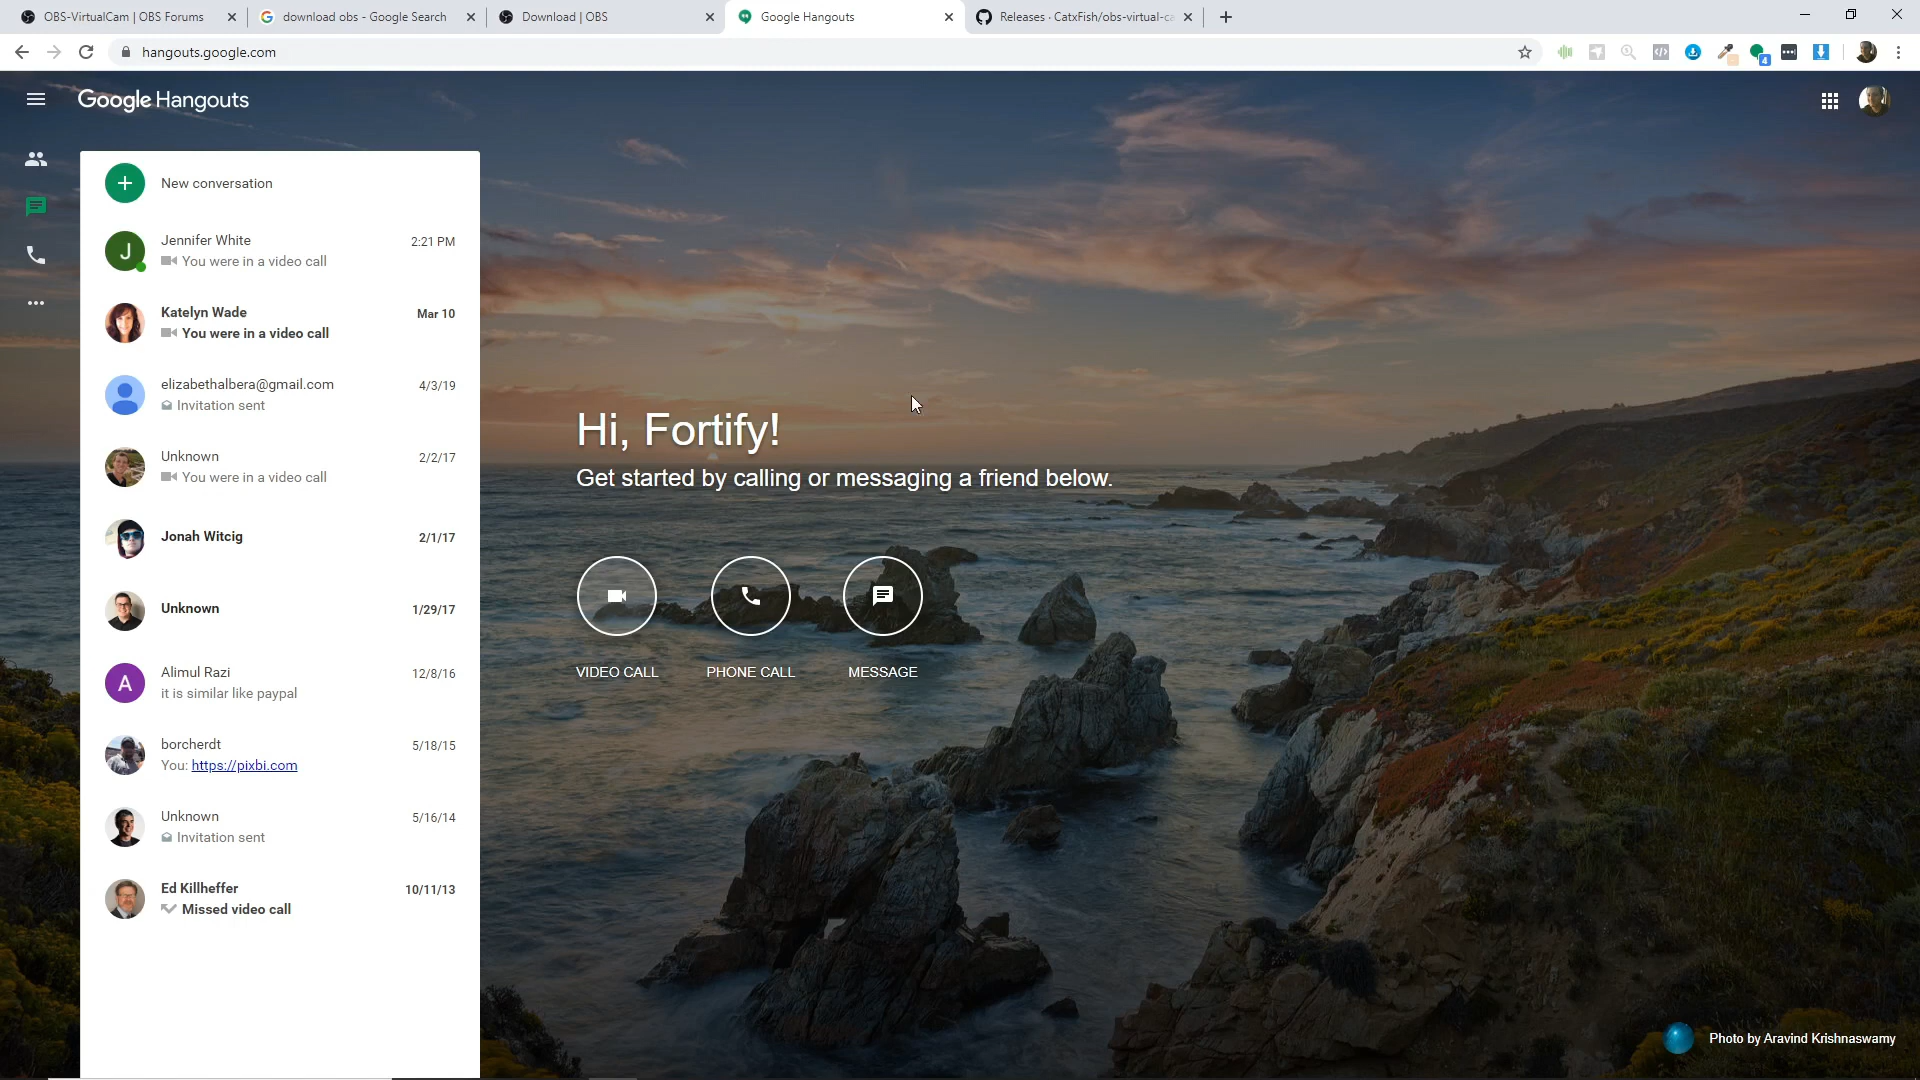 OBS-VirtualCam | OBS Forums
download obs - Google Search
Download | OBS
Google Hangouts
Releases · CatxFish/obs-virtual-ca
hangouts.google.com
4
Google Hangouts
New conversation
Jennifer White
2:21 PM
J
You were in a video call
Katelyn Wade
Mar 10
You were in a video call
elizabethalbera@gmail.com
4/3/19
Invitation sent
Unknown
2/2/17
You were in a video call
Jonah Witcig
2/1/17
Unknown
1/29/17
Alimul Razi
12/8/16
A
it is similar like paypal
borcherdt
5/18/15
You: https://pixbi.com
Unknown
5/16/14
Invitation sent
Ed Killheffer
10/11/13
Missed video call
Hi, Fortify!
Get started by calling or messaging a friend below.
VIDEO CALL
PHONE CALL
MESSAGE
Photo by Aravind Krishnaswamy